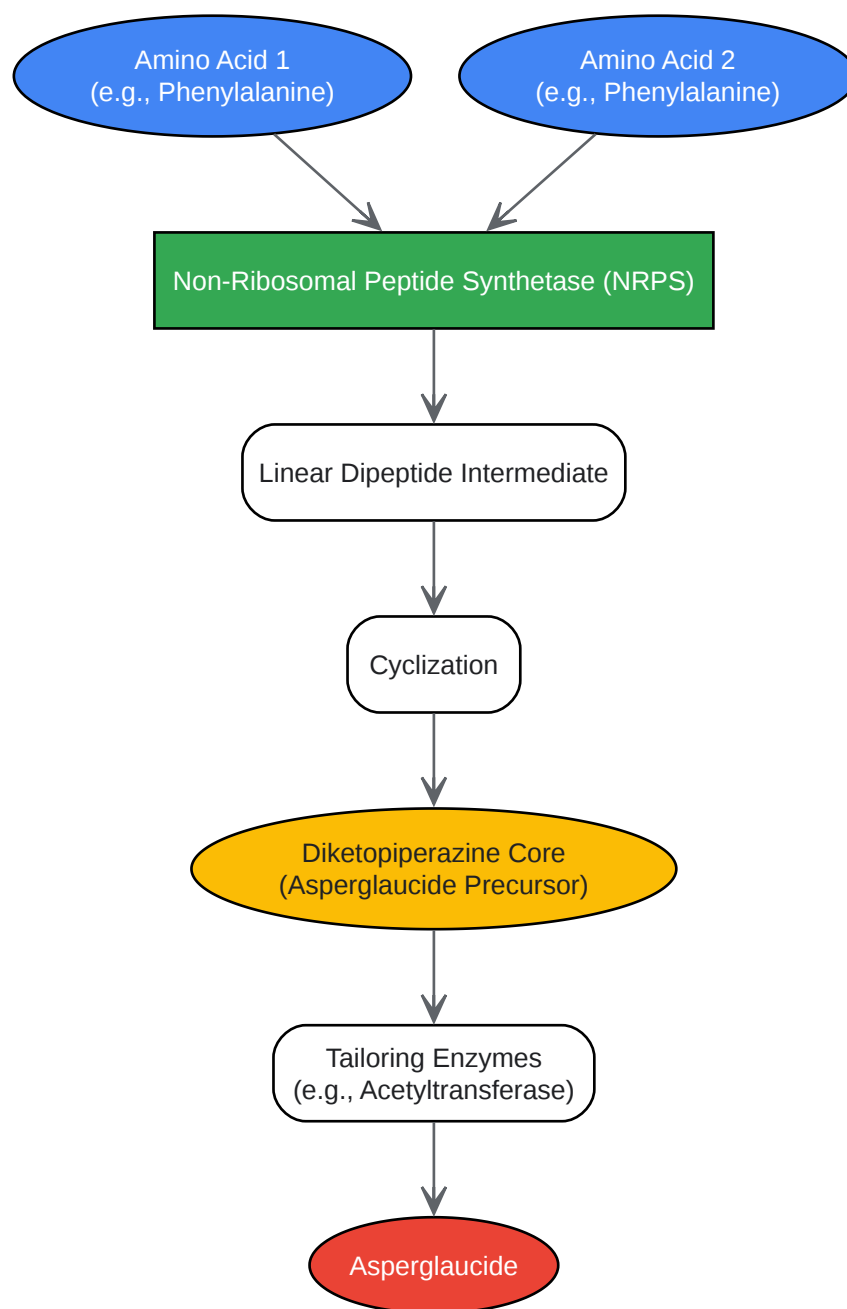 Amino Acid 1
(e.g., Phenylalanine)
Amino Acid 2
(e.g., Phenylalanine)
Non-Ribosomal Peptide Synthetase (NRPS)
Linear Dipeptide Intermediate
Cyclization
Diketopiperazine Core
(Asperglaucide Precursor)
Tailoring Enzymes
(e.g., Acetyltransferase)
Asperglaucide